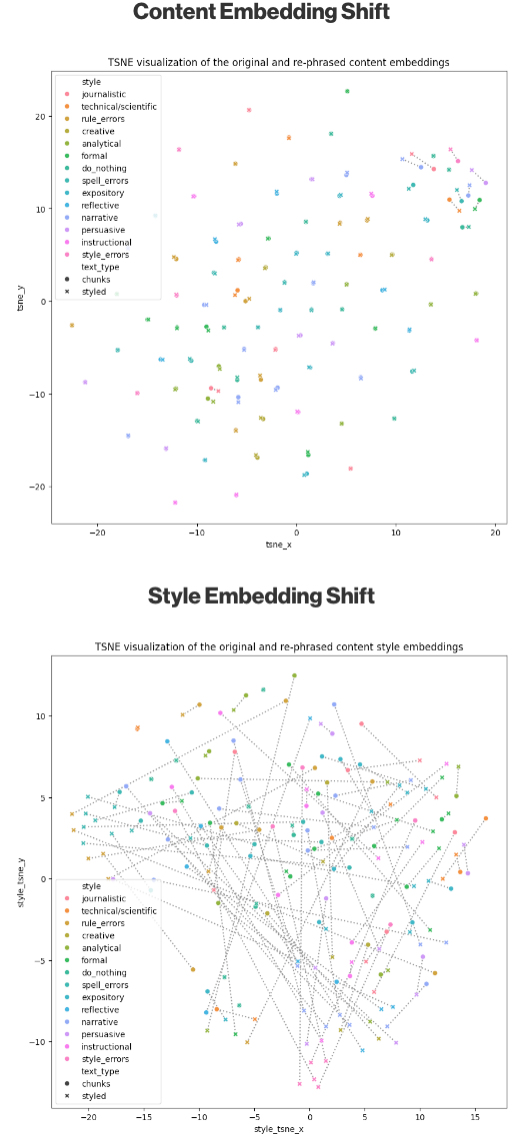 Content Embedding Shift
TSNE visualization of the original and re-phrased content embeddings
style
journalistic
technical/scientific
rule_errors
creative
analytical
formal
do_nothing
spell_errors
expository
reflective
narrative
persuasive
instructional
style_errors
text_type
chunks
styled
20
10
0
−10
−20
tsne_y
−20
−10
0
10
20
tsne_x
Style Embedding Shift
TSNE visualization of the original and re-phrased content style embeddings
10
5
0
−5
−10
style_tsne_y
style
journalistic
technical/scientific
rule_errors
creative
analytical
formal
do_nothing
spell_errors
expository
reflective
narrative
persuasive
instructional
style_errors
text_type
chunks
styled
−20
−15
−10
−5
0
5
10
15
style_tsne_x